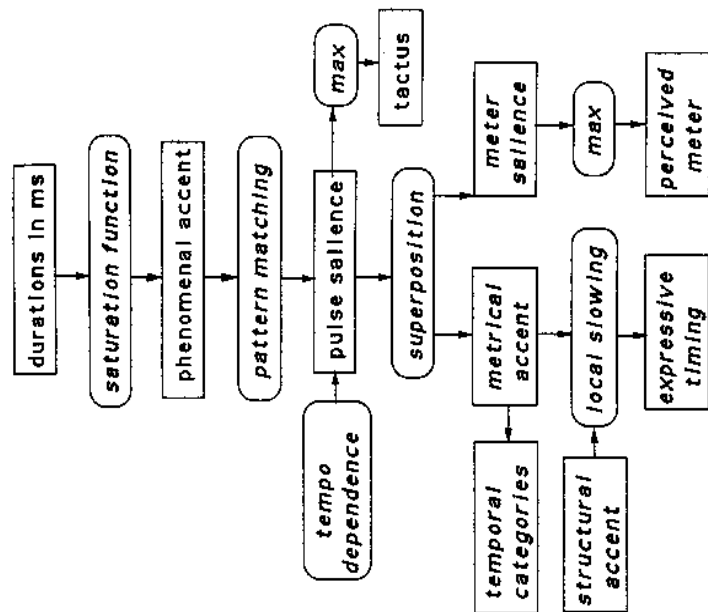 durations in ms
saturation function
phenomenal accent
pattern matching
tempo
dependence
pulse salience
max
tactus
superposition
temporal
categories
metrical
accent
meter
salience
structural
accent
local slowing
max
expressive
timing
perceived
meter